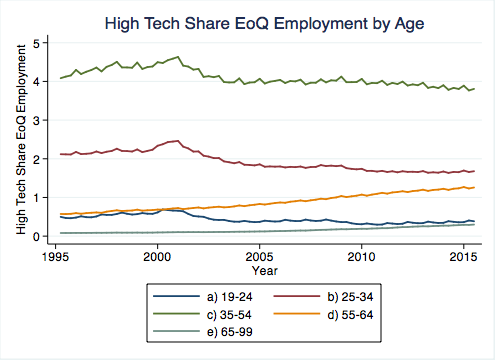 High Tech Share EoQ Employment by Age
High Tech Share EoQ Employment
5
4
3
2
1
0
1995 2000 2005 2010 2015
Year
a) 19-24 b) 25-34
c) 35-54 d) 55-64
e) 65-99